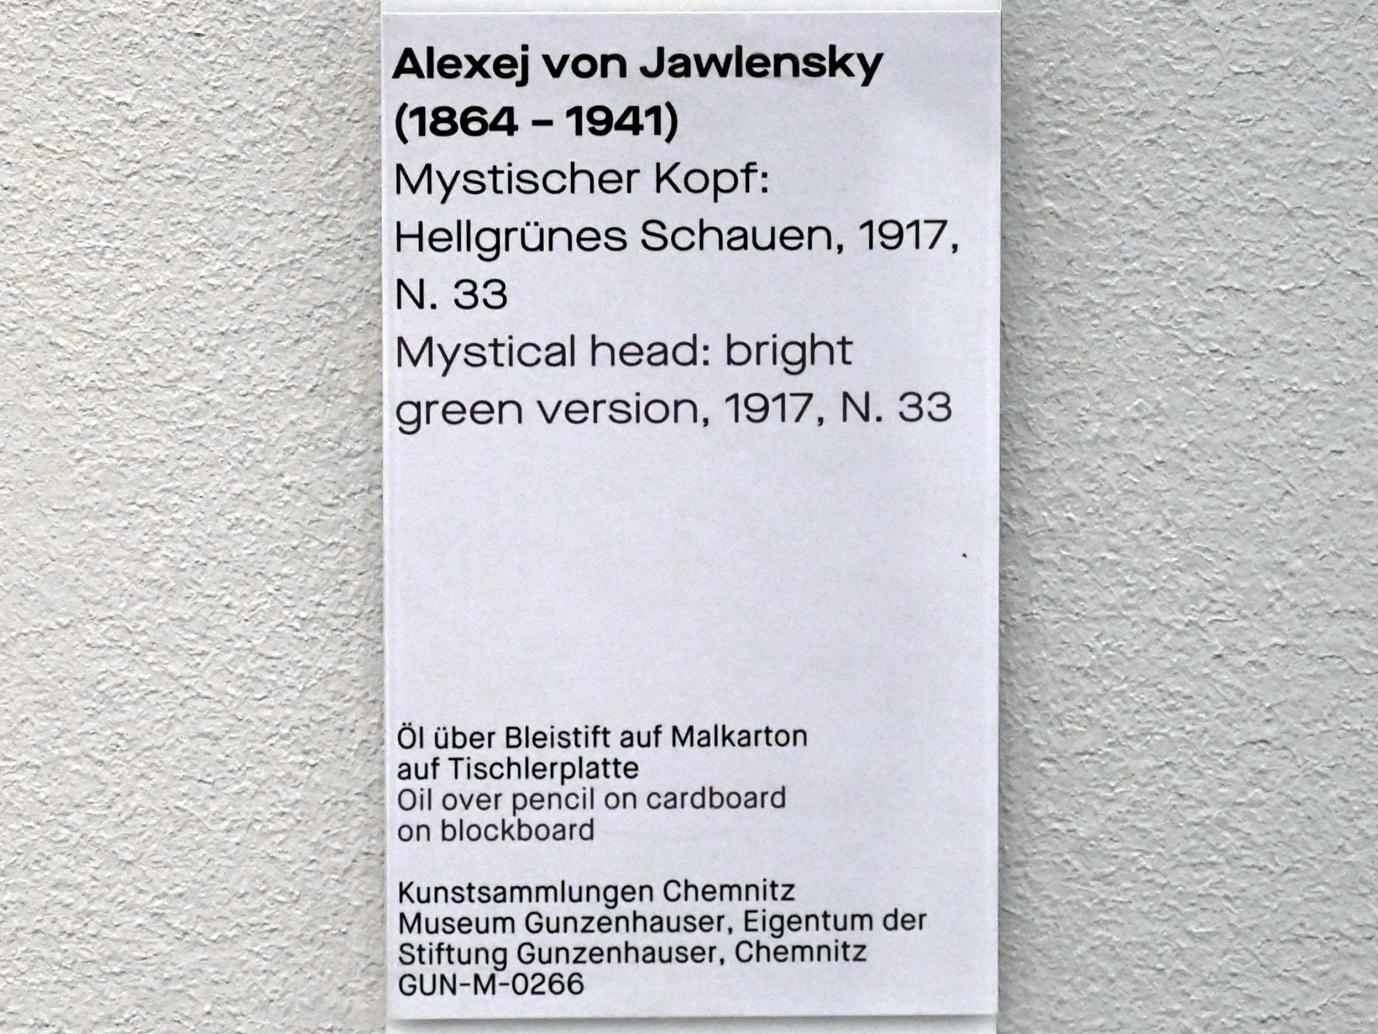 Alexej von Jawlensky
(1864 – 1941)
Mystischer Kopf:
Hellgrünes Schauen, 1917,
N. 33
Mystical head: bright
green version, 1917, N. 33
Öl über Bleistift auf Malkarton
auf Tischlerplatte
Oil over pencil on cardboard
on blockboard
Kunstsammlungen Chemnitz
Museum Gunzenhauser, Eigentum der
Stiftung Gunzenhauser, Chemnitz
GUN-M-0266